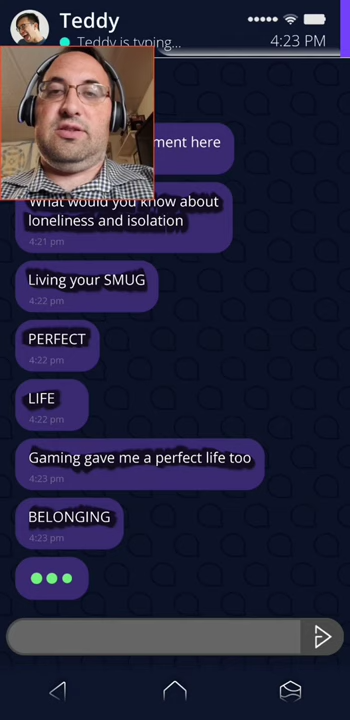 Teddy
Teddy is typing...
4:23 PM
ment here
What would you know about
loneliness and isolation
4:21 pm
Living your SMUG
4:22 pm
PERFECT
4:22 pm
LIFE
4:22 pm
Gaming gave me a perfect life too
4:23 pm
BELONGING
4:23 pm